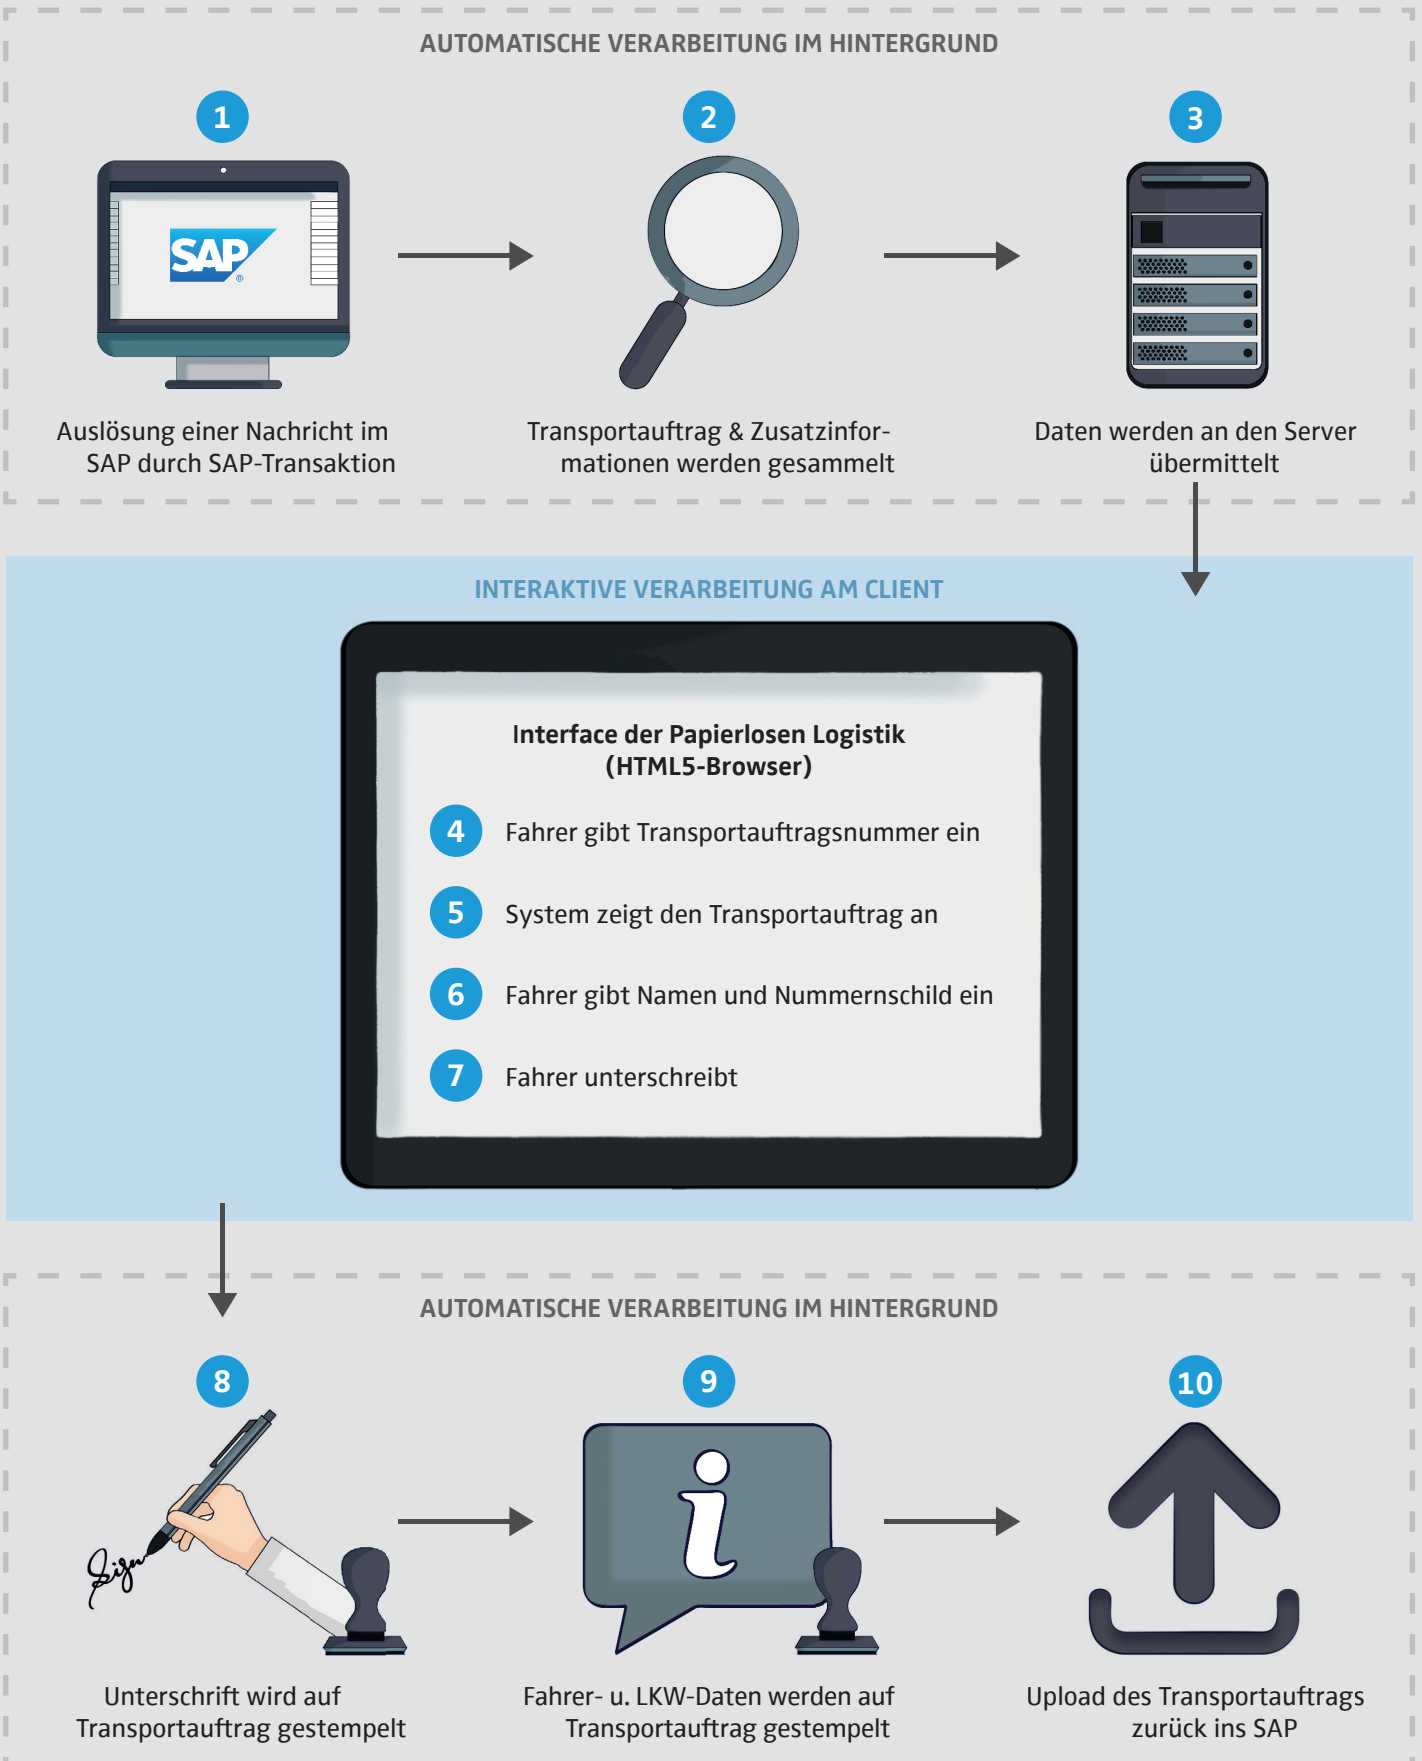 AUTOMATISCHE VERARBEITUNG IM HINTERGRUND
1
2
3
SAP
®
Auslösung einer Nachricht im
SAP durch SAP-Transaktion
Transportauftrag & Zusatzinfor-
mationen werden gesammelt
Daten werden an den Server
übermittelt
INTERAKTIVE VERARBEITUNG AM CLIENT
Interface der Papierlosen Logistik
(HTML5-Browser)
4 Fahrer gibt Transportauftragsnummer ein
5 System zeigt den Transportauftrag an
6 Fahrer gibt Namen und Nummernschild ein
7 Fahrer unterschreibt
AUTOMATISCHE VERARBEITUNG IM HINTERGRUND
8
9
10
i
Sign
Unterschrift wird auf
Transportauftrag gestempelt
Fahrer- u. LKW-Daten werden auf
Transportauftrag gestempelt
Upload des Transportauftrags
zurück ins SAP